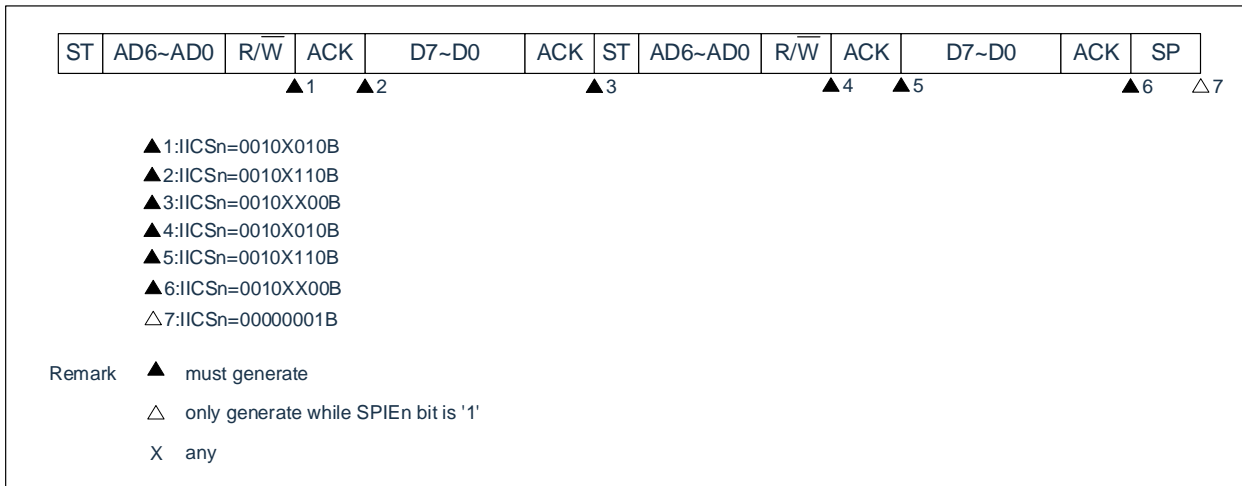 ST AD6~AD0 R/W ACK D7~D0 ACK ST AD6~AD0 R/W ACK D7~D0 ACK SP
▲1 ▲2 ▲3 ▲4 ▲5 ▲6 △7
▲1:IICSn=0010X010B
▲2:IICSn=0010X110B
▲3:IICSn=0010XX00B
▲4:IICSn=0010X010B
▲5:IICSn=0010X110B
▲6:IICSn=0010XX00B
△7:IICSn=00000001B
Remark ▲ must generate
△ only generate while SPIEn bit is '1'
X any